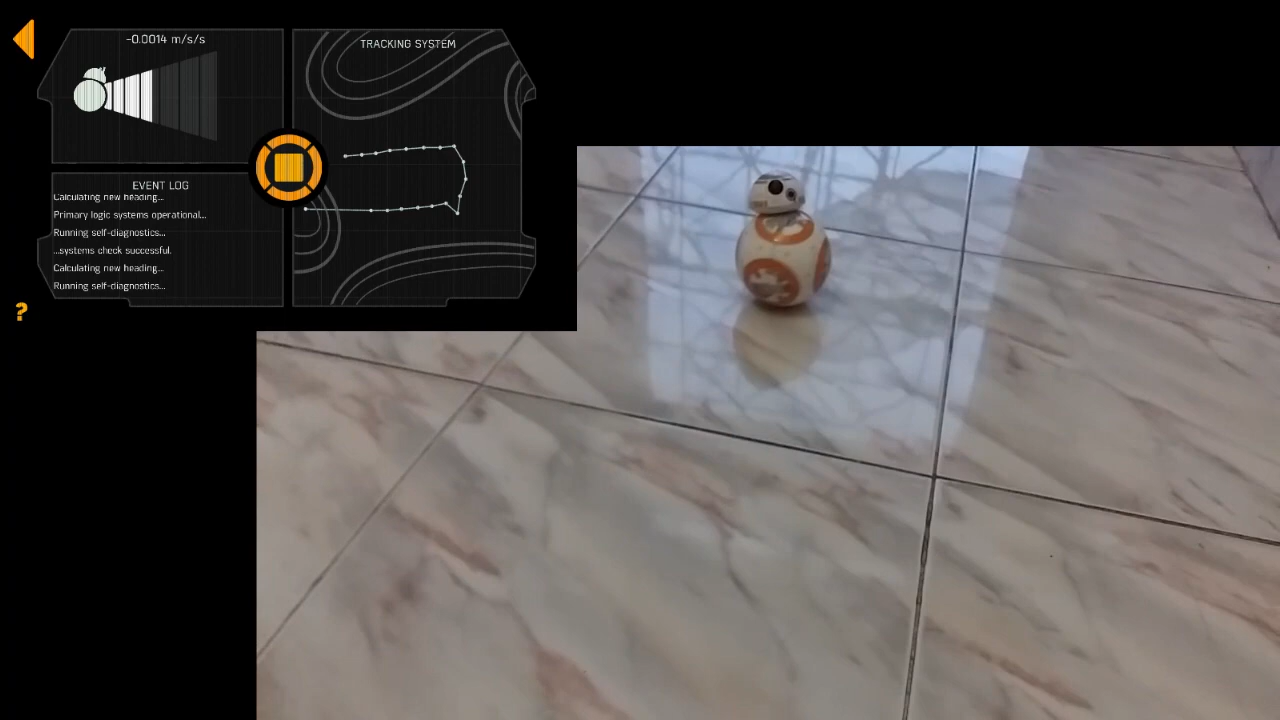 -0.0014 m/s/s
TRACKING SYSTEM
EVENT LOG
Calculating new heading...
Primary logic systems operational...
Running self-diagnostics...
...systems check successful.
Calculating new heading...
Running self-diagnostics...
?